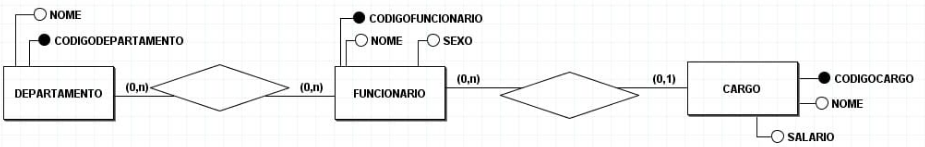 NOME
CODIGODEPARTAMENTO
DEPARTAMENTO
(0,n)
(0,n)
CODIGOFUNCIONARIO
NOME
SEXO
FUNCIONARIO
(0,n)
(0,1)
CARGO
CODIGOCARGO
NOME
SALARIO